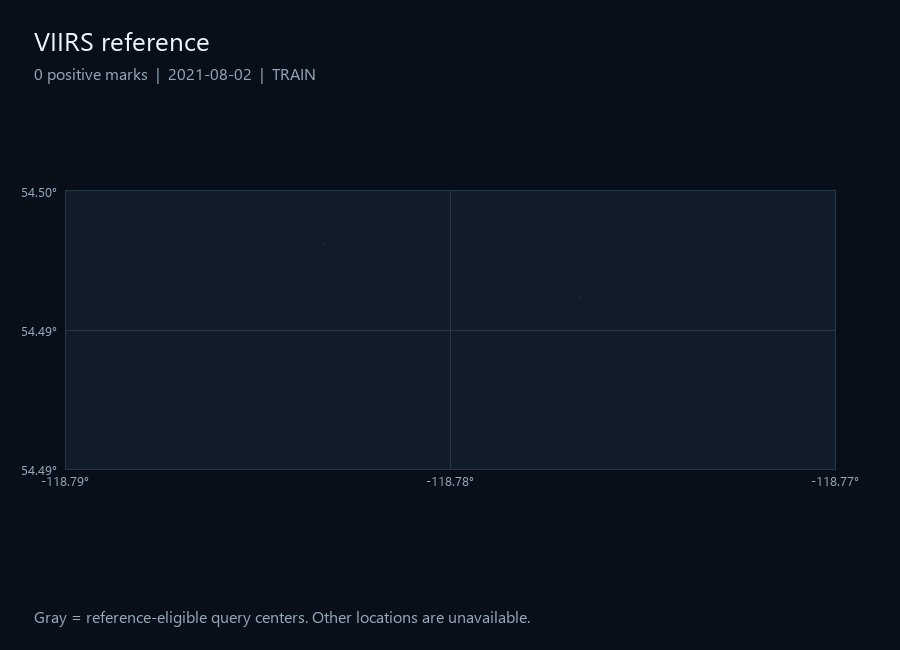 VIIRS reference
0 positive marks | 2021-08-02 | TRAIN
54.50°
54.49°
54.49°
-118.79°
-118.78°
-118.77°
Gray = reference-eligible query centers. Other locations are unavailable.